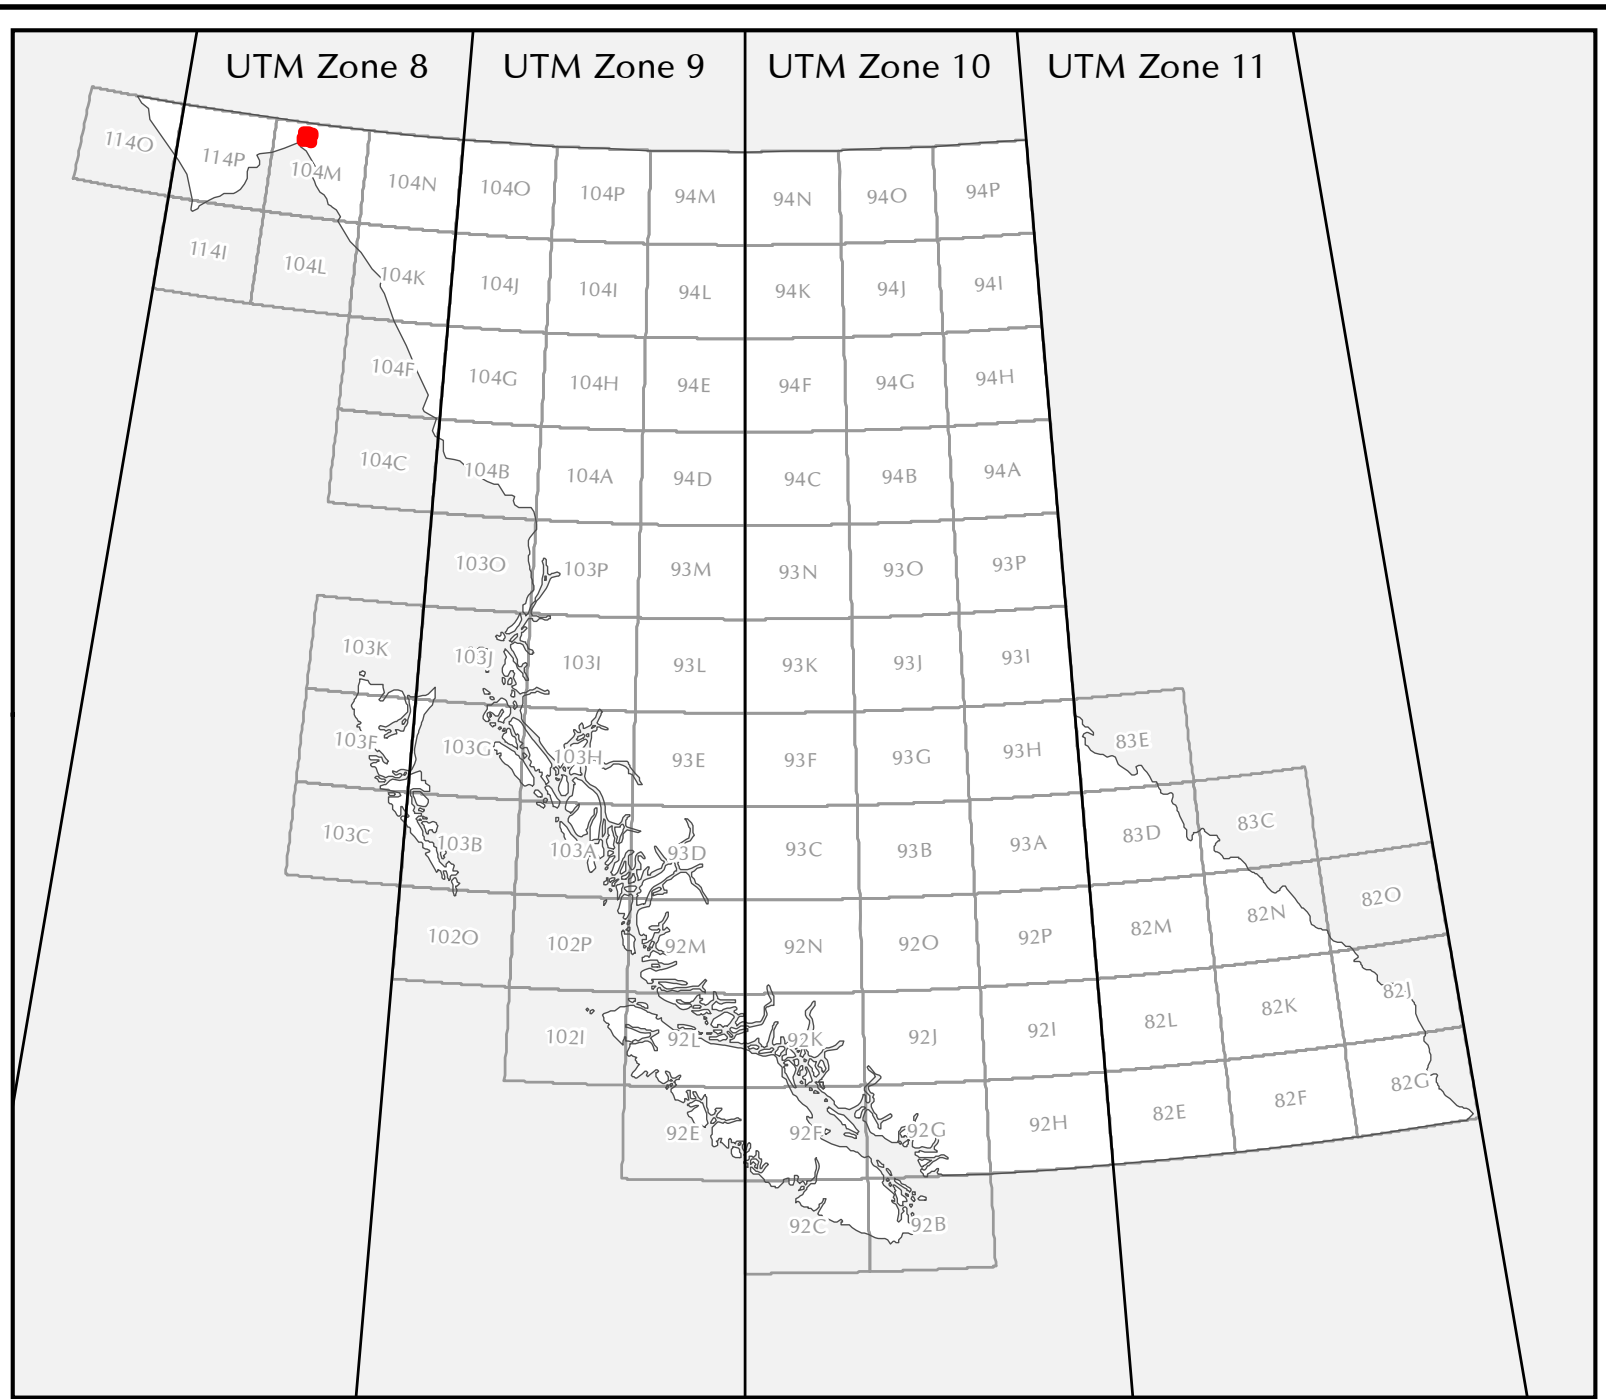 UTM Zone 8 UTM Zone 9 UTM Zone 10 UTM Zone 11
114O 114P 104M 104N 104O 104P 94M 94N 94O 94P
114I 104L 104K 104J 104I 94L 94K 94J 94I
104F 104G 104H 94E 94F 94G 94H
104C 104B 104A 94D 94C 94B 94A
103O 103P 93M 93N 93O 93P
103K 103J 103I 93L 93K 93J 93I
103F 103G 103H 93E 93F 93G 93H 83E
103C 103B 103A 93D 93C 93B 93A 83D 83C
102O 102P 92M 92N 92O 92P 82M 82N 82O
102I 92L 92K 92J 92I 82L 82K 82J
92E 92F 92G 92H 82E 82F 82G
92C 92B